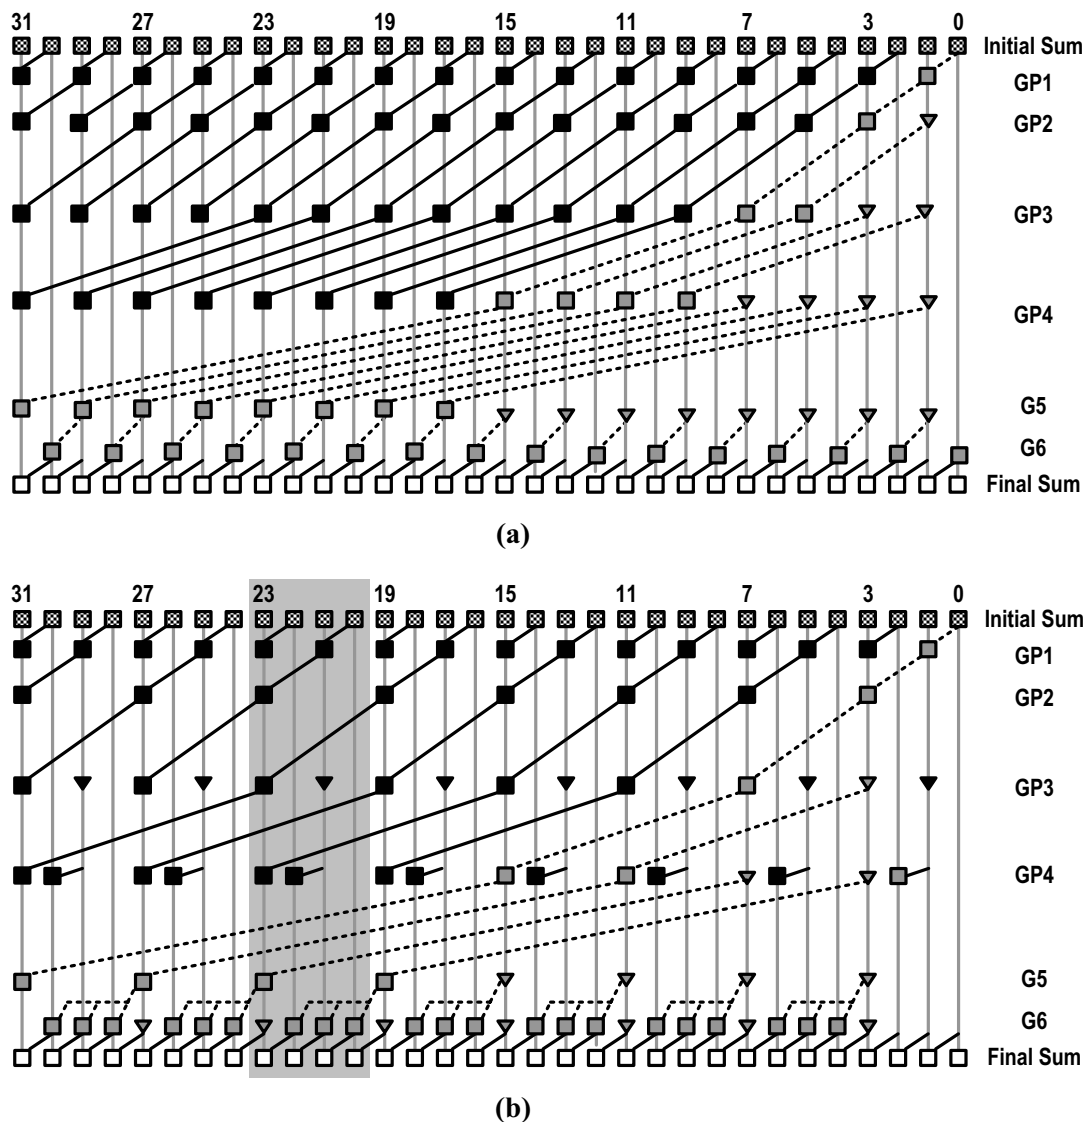 31 27 23 19 15 11 7 3 0
Initial Sum
GP1
GP2
GP3
GP4
G5
G6
Final Sum
(a)
31 27 23 19 15 11 7 3 0
Initial Sum
GP1
GP2
GP3
GP4
G5
G6
Final Sum
(b)